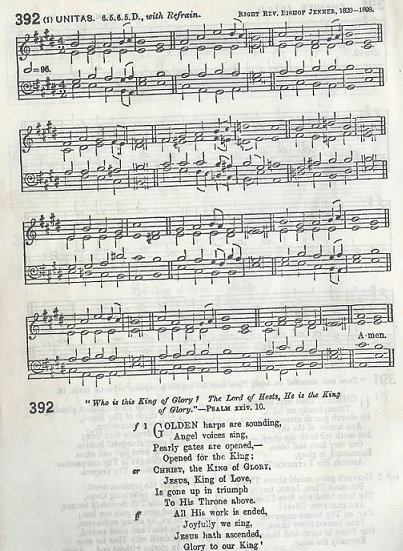 392 (1) UNITAS. 6.5.6.5.D., with Refrain. RIGHT REV. BISHOP JENNER, 1820–1898.
=96.
A-men.
392
"Who is this King of Glory? The Lord of Hosts, He is the King
of Glory."—PSALM xxiv. 10.
f 1 GOLDEN harps are sounding,
Angel voices sing,
Pearly gates are opened,—
Opened for the King;
cr CHRIST, the KING OF GLORY,
JESUS, King of Love,
Is gone up in triumph
To His Throne above.
ff All His work is ended,
Joyfully we sing,
JESUS hath ascended,
Glory to our King!